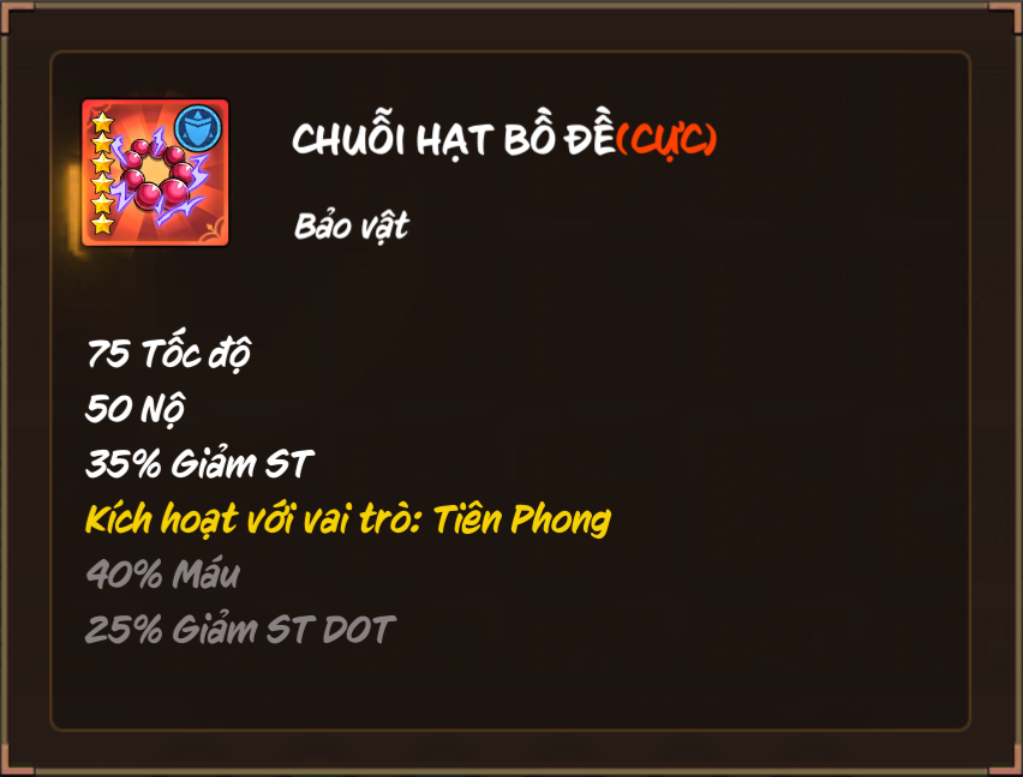 CHUỖI HẠT BỒ ĐỀ(CỰC)
Bảo vật
75 Tốc độ
50 Nộ
35% Giảm ST
Kích hoạt với vai trò: Tiên Phong
40% Máu
25% Giảm ST DOT